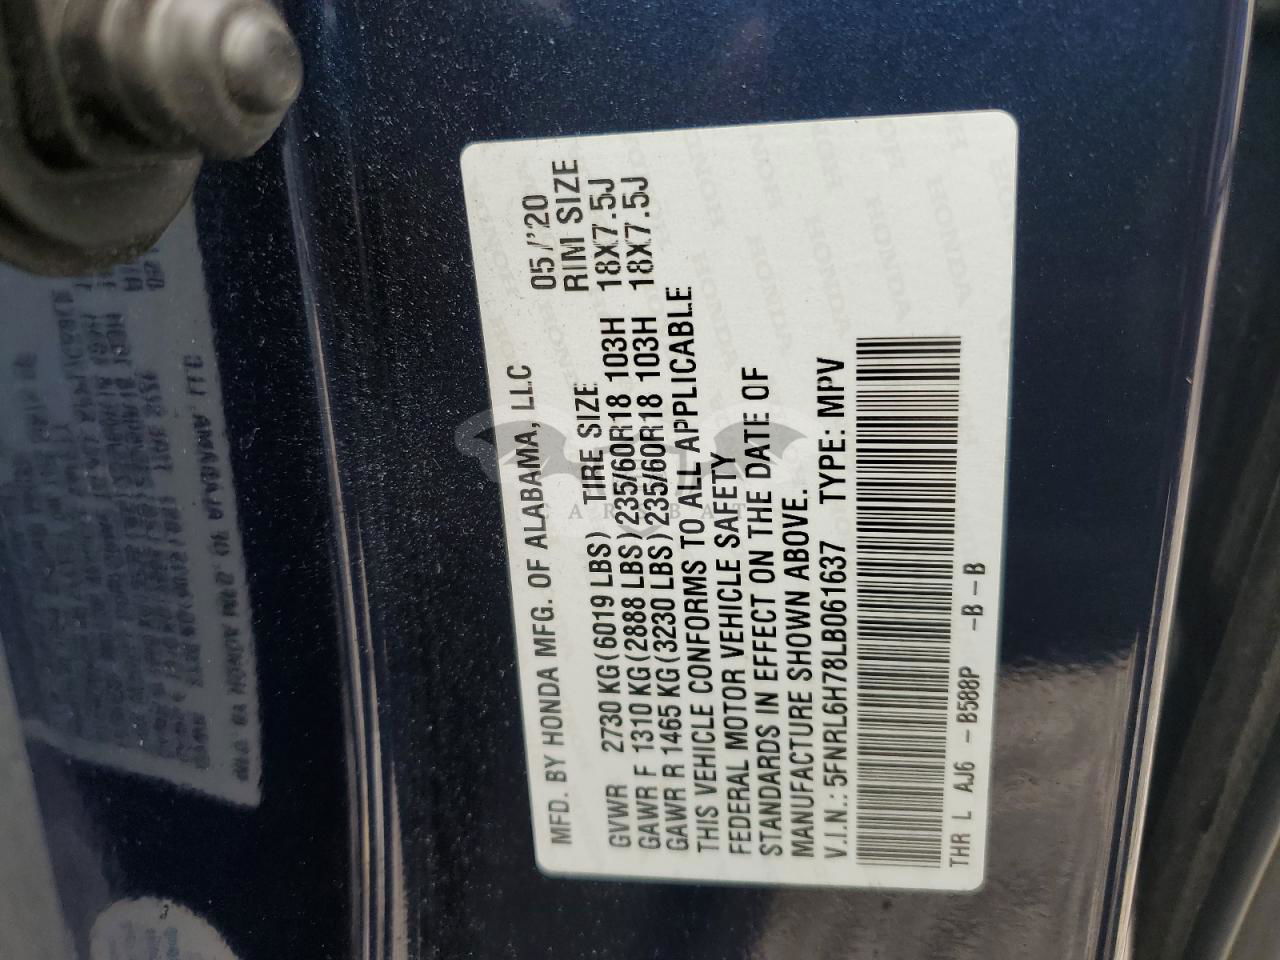 MFD. BY HONDA MFG. OF ALABAMA, LLC 05/'20
GVWR 2730 KG(6019 LBS) TIRE SIZE RIM SIZE
GAWR F 1310 KG(2888 LBS)235/60R18 103H 18X7.5J
GAWR R 1465 KG(3230 LBS)235/60R18 103H 18X7.5J
THIS VEHICLE CONFORMS TO ALL APPLICABLE
FEDERAL MOTOR VEHICLE SAFETY
STANDARDS IN EFFECT ON THE DATE OF
MANUFACTURE SHOWN ABOVE.
V.I.N.: 5FNRL6H78LB061637 TYPE: MPV
THR L AJ6 -B588P -B-B